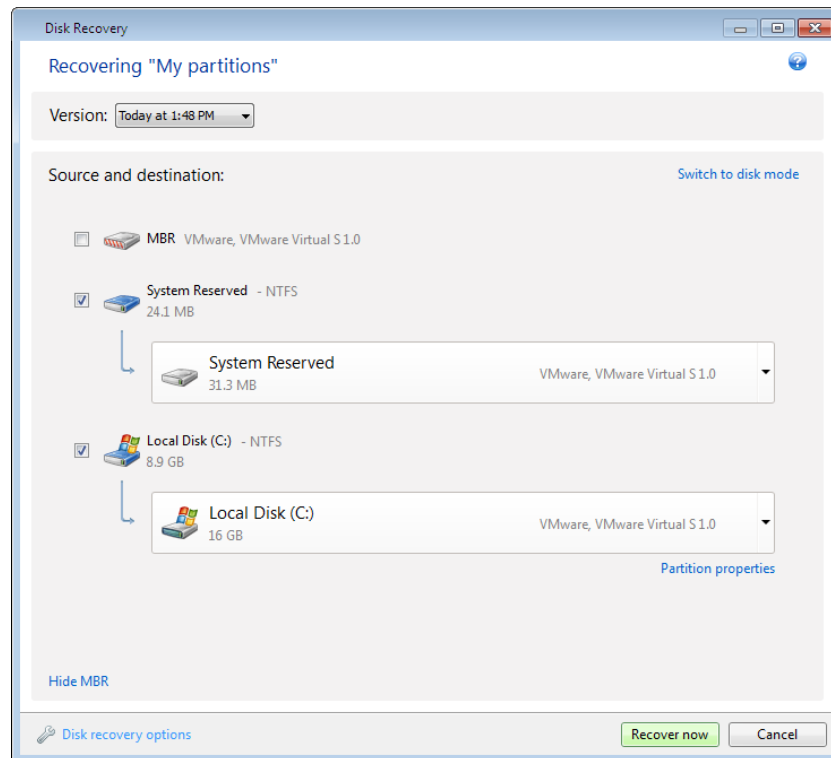 Disk Recovery
Recovering "My partitions"
Version: Today at 1:48 PM
Source and destination: Switch to disk mode
MBR VMware, VMware Virtual S 1.0
System Reserved - NTFS
24.1 MB
System Reserved
31.3 MB
VMware, VMware Virtual S 1.0
Local Disk (C:) - NTFS
8.9 GB
Local Disk (C:)
16 GB
VMware, VMware Virtual S 1.0
Partition properties
Hide MBR
Disk recovery options Recover now Cancel